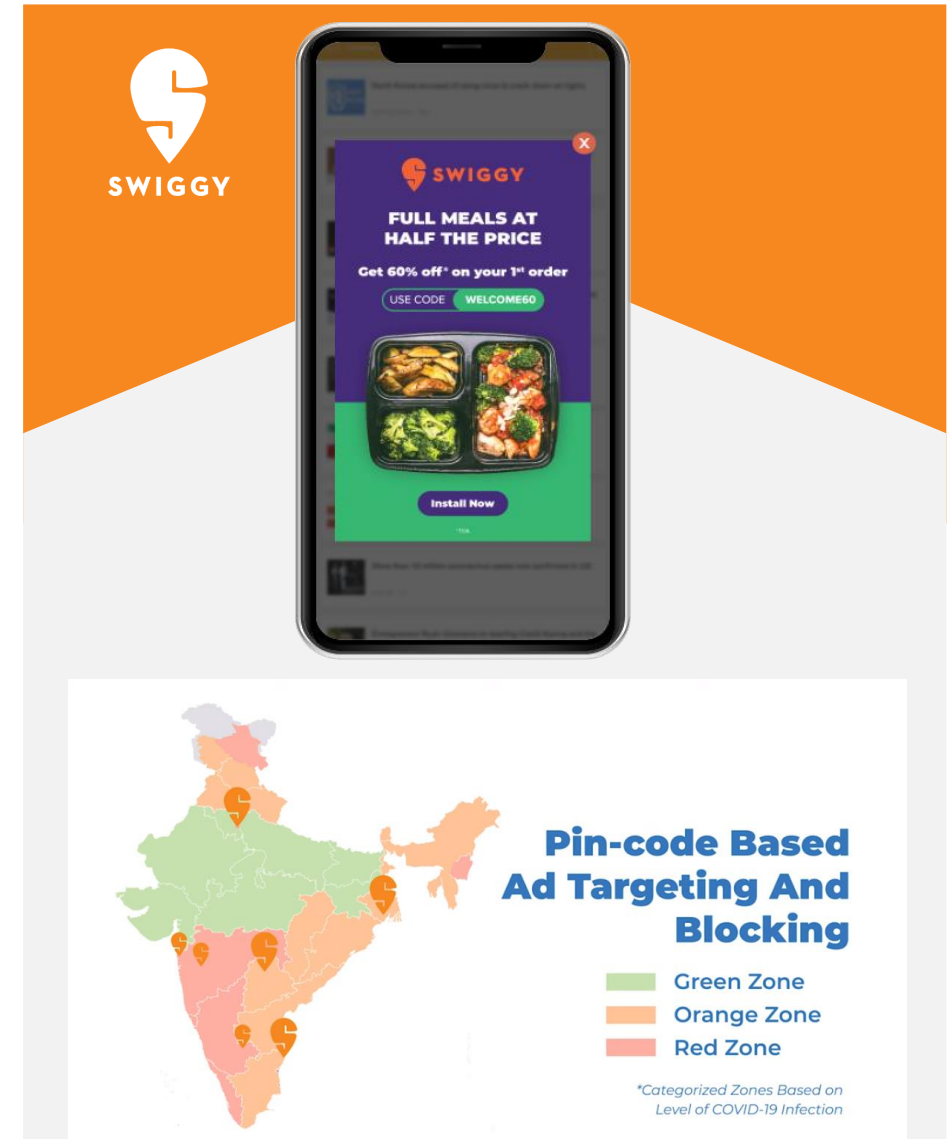 SWIGGY
X
SWIGGY
FULL MEALS AT
HALF THE PRICE
Get 60% off* on your 1st order
USE CODE WELCOME60
Install Now
Pin-code Based
Ad Targeting And
Blocking
Green Zone
Orange Zone
Red Zone
*Categorized Zones Based on
Level of COVID-19 Infection